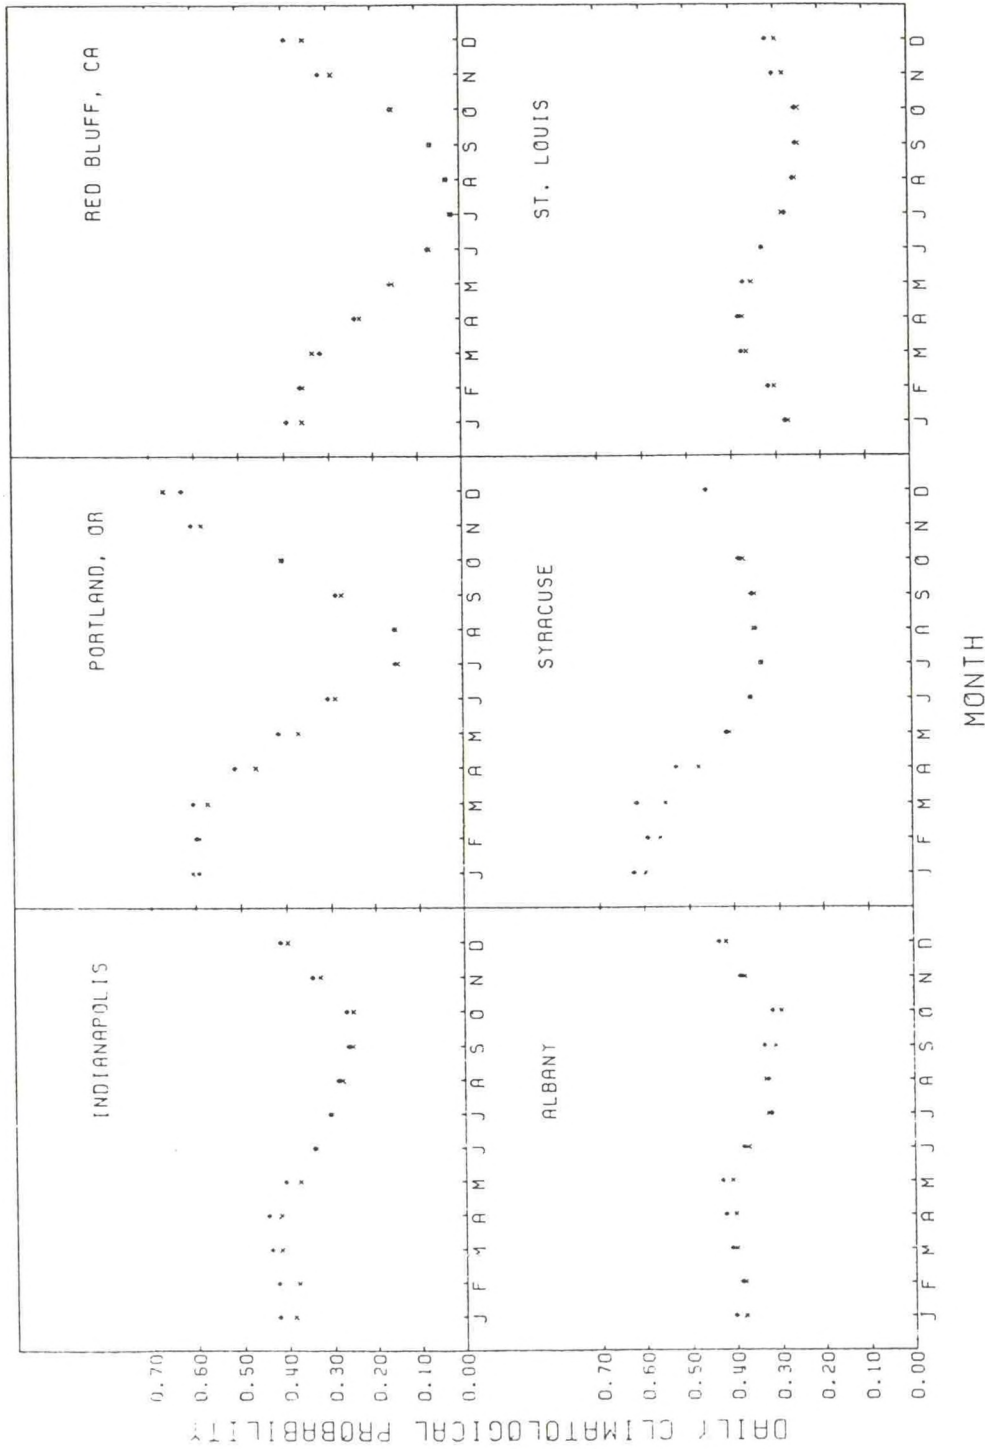 INDIANAPOLIS
PORTLAND, OR
RED BLUFF, CA
0.70
0.60
0.50
0.40
0.30
0.20
0.10
0.00
J F M A M J J A S O N D
J F M A M J J A S O N D
J F M A M J J A S O N D
ALBANY
SYRACUSE
ST. LOUIS
0.70
0.60
0.50
0.40
0.30
0.20
0.10
0.00
J F M A M J J A S O N D
J F M A M J J A S O N D
J F M A M J J A S O N D
DAILY CLIMATOLOGICAL PROBABILITY
MONTH